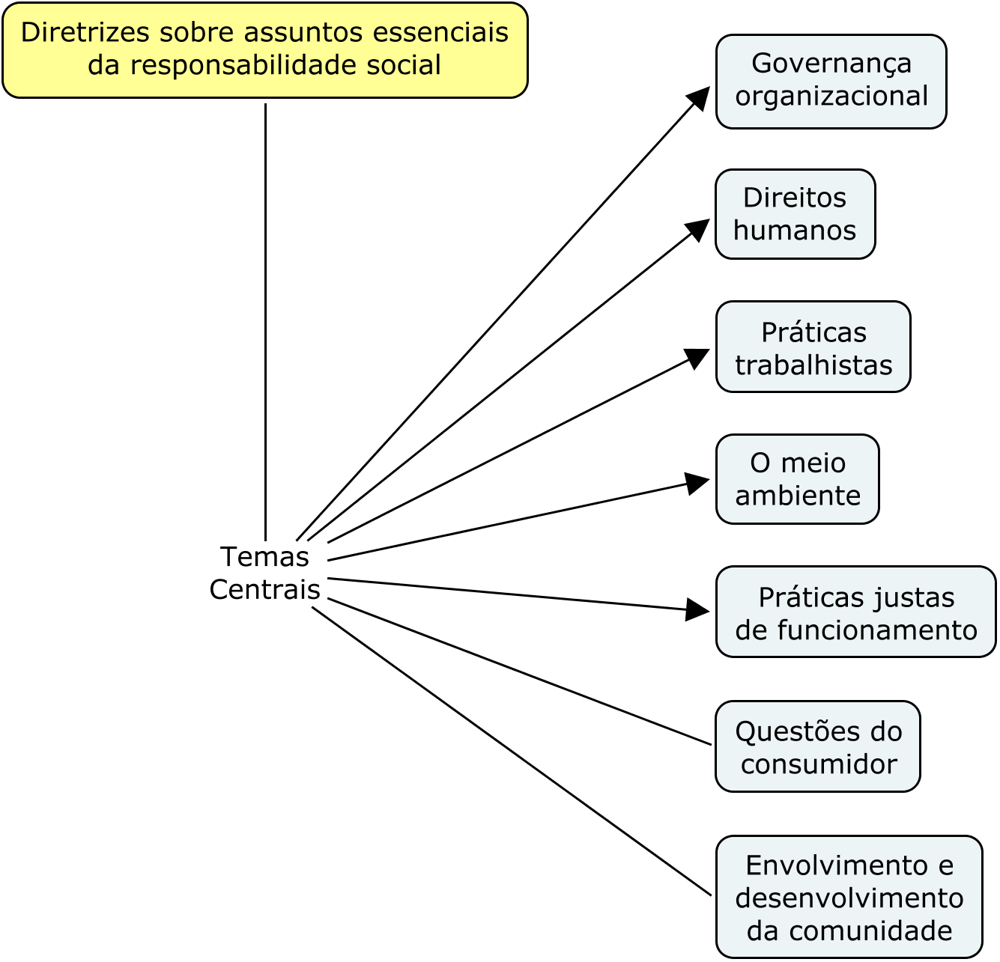 Diretrizes sobre assuntos essenciais
da responsabilidade social
Governança
organizacional
Direitos
humanos
Práticas
trabalhistas
O meio
ambiente
Temas
Centrais
Práticas justas
de funcionamento
Questões do
consumidor
Envolvimento e
desenvolvimento
da comunidade